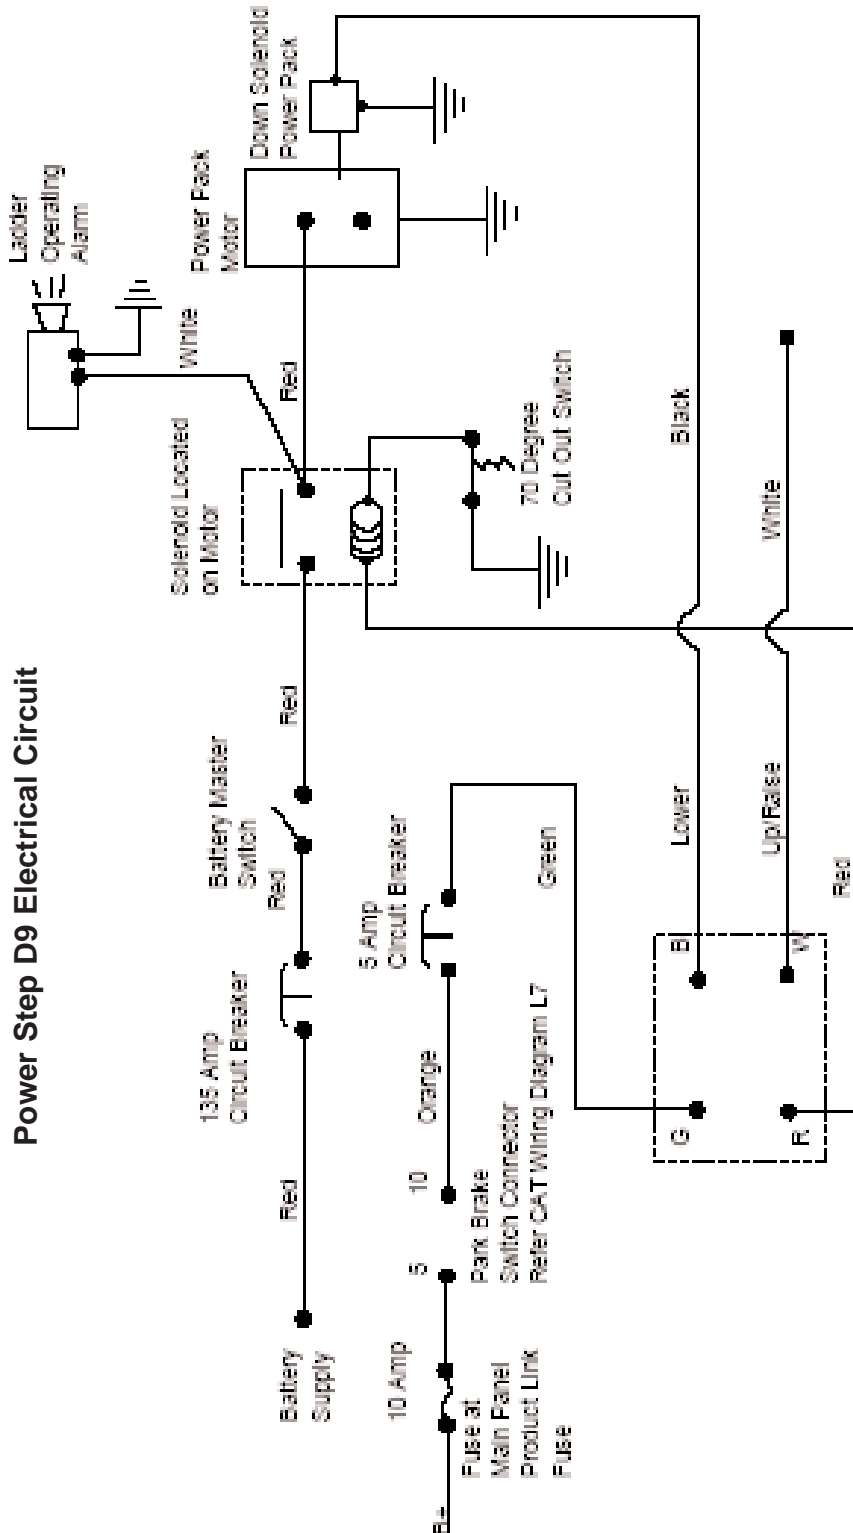 Power Step D9 Electrical Circuit
Ladder
Operating
Alarm
White
Down Solenoid
Power Pack
Power Pack
Motor
Red
Solenoid Located
on Motor
70 Degree
Cut Out Switch
Red
Battery Master
Switch
Red
135 Amp
Circuit Breaker
Red
Battery
Supply
5 Amp
Circuit Breaker
Green
Orange
10
5
Park Brake
Switch Connector
Refer CAT Wiring Diagram L7
10 Amp
Fuse at
Main Panel
Product Link
Fuse
B+
Black
White
Lower
Up/Raise
Red
G
B
R
W